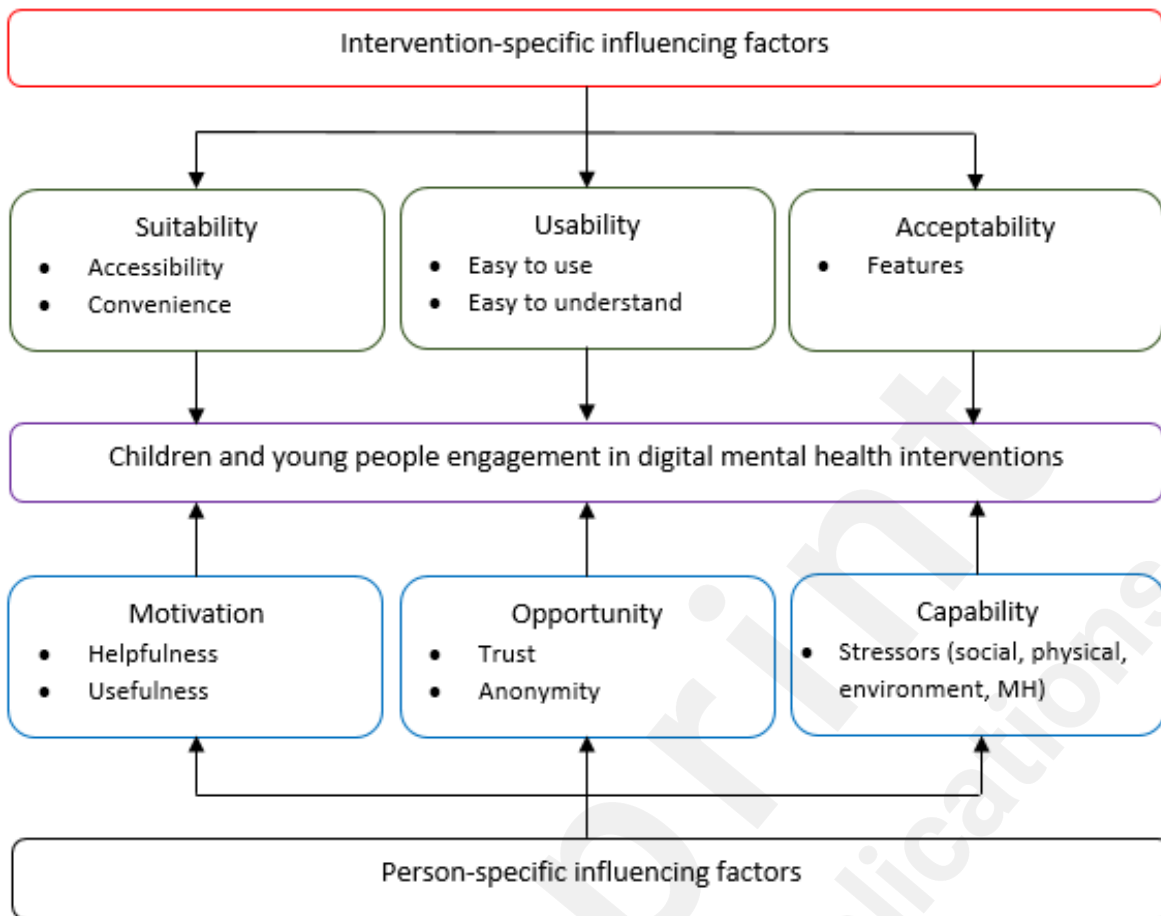 Intervention-specific influencing factors
Suitability
● Accessibility
● Convenience
Usability
● Easy to use
● Easy to understand
Acceptability
● Features
Children and young people engagement in digital mental health interventions
Motivation
● Helpfulness
● Usefulness
Opportunity
● Trust
● Anonymity
Capability
● Stressors (social, physical,
environment, MH)
Person-specific influencing factors
print
lications